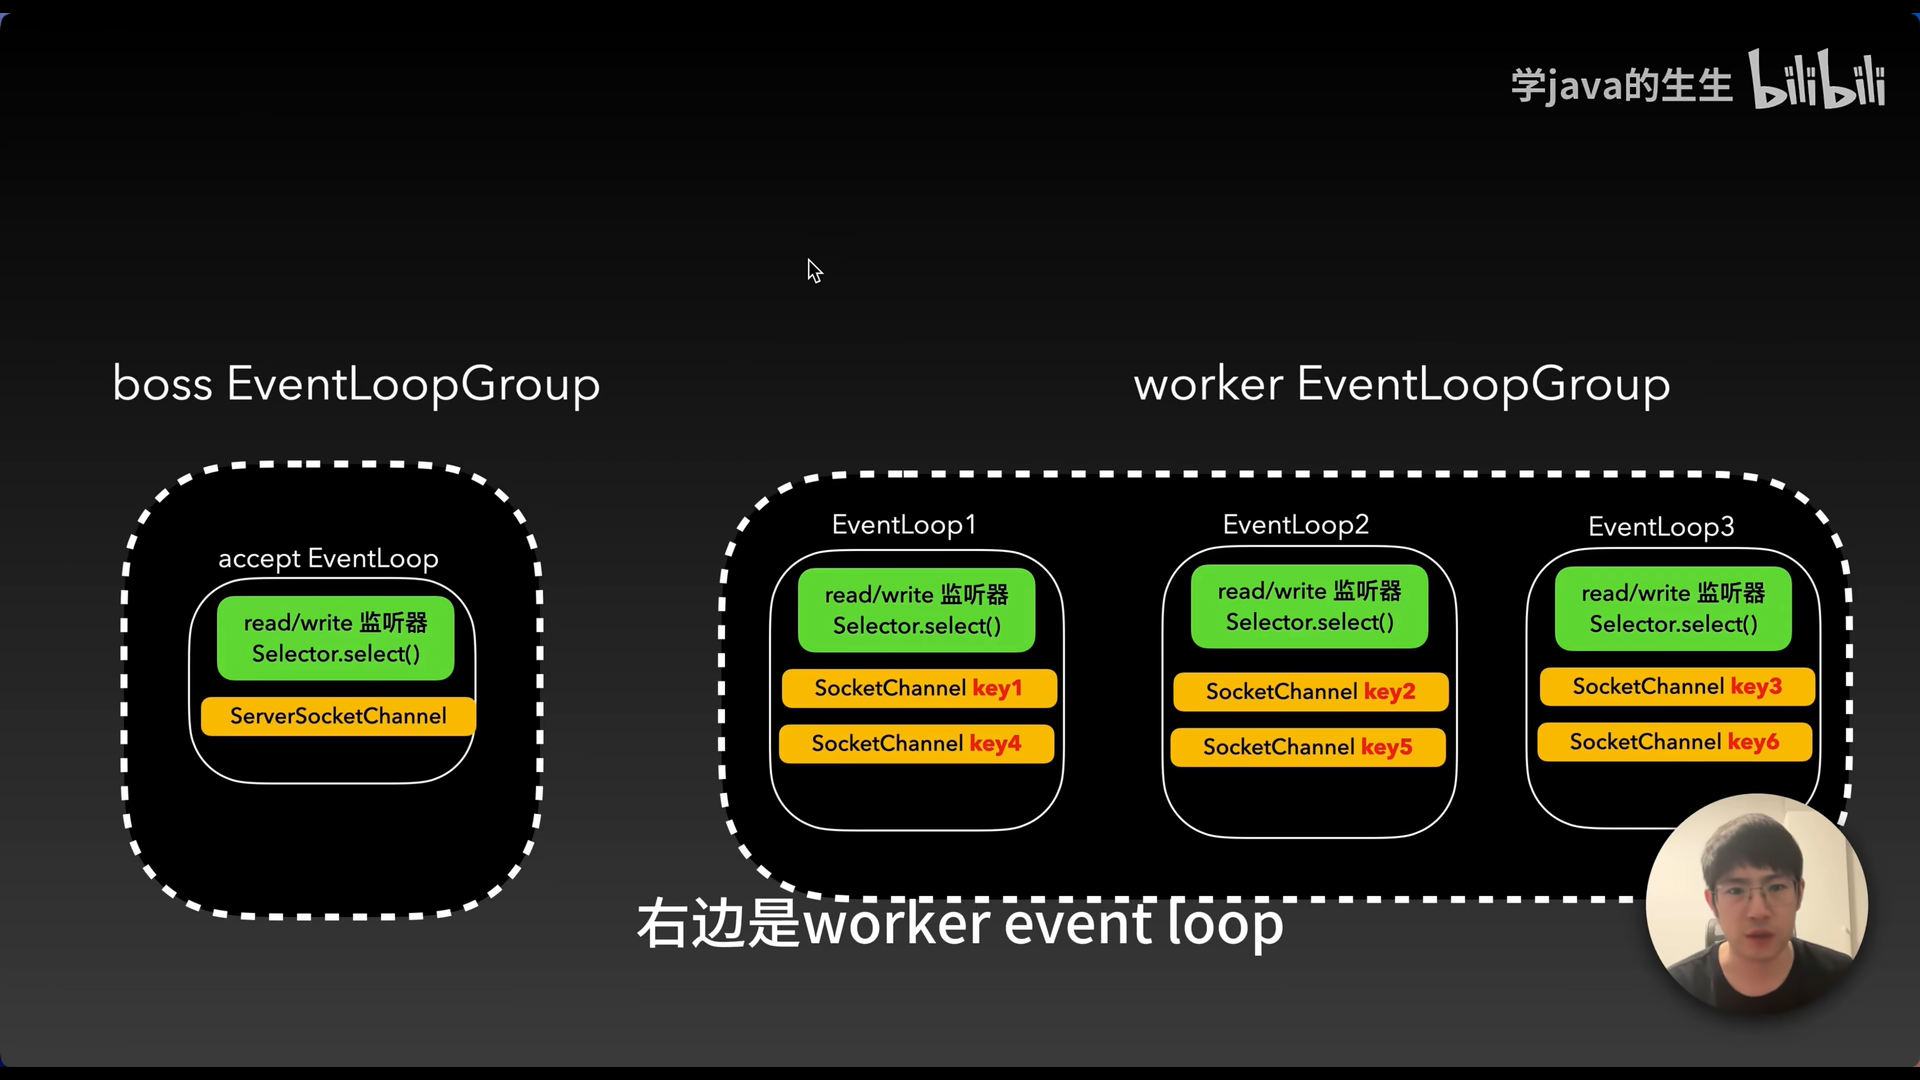 学java的生生 bilibili
boss EventLoopGroup
worker EventLoopGroup
accept EventLoop
read/write 监听器
Selector.select()
ServerSocketChannel
EventLoop1
read/write 监听器
Selector.select()
SocketChannel key1
SocketChannel key4
EventLoop2
read/write 监听器
Selector.select()
SocketChannel key2
SocketChannel key5
EventLoop3
read/write 监听器
Selector.select()
SocketChannel key3
SocketChannel key6
右边是worker event loop